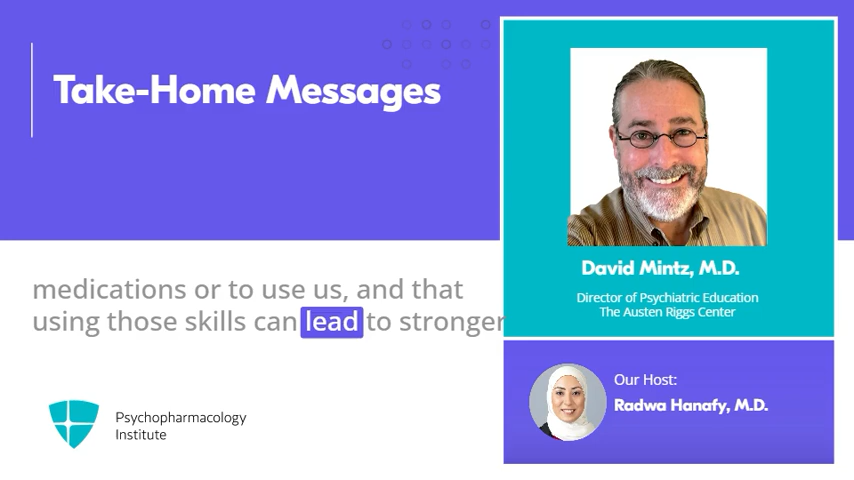 Take-Home Messages
medications or to use us, and that
using those skills can lead to stronger
Psychopharmacology
Institute
David Mintz, M.D.
Director of Psychiatric Education
The Austen Riggs Center
Our Host:
Radwa Hanafy, M.D.